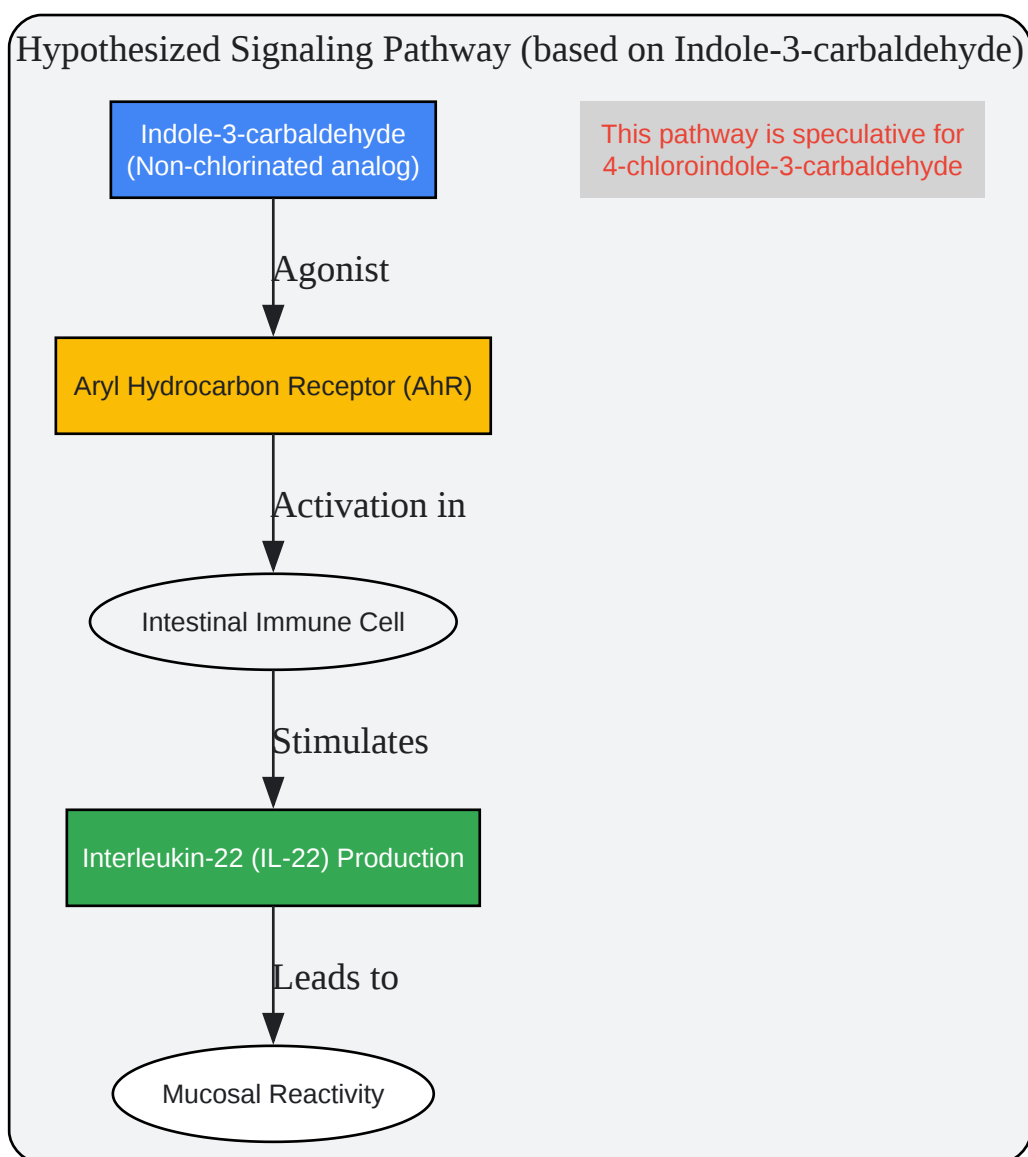 Hypothesized Signaling Pathway (based on Indole-3-carbaldehyde)
Indole-3-carbaldehyde
(Non-chlorinated analog)
This pathway is speculative for
4-chloroindole-3-carbaldehyde
Agonist
Aryl Hydrocarbon Receptor (AhR)
Activation in
Intestinal Immune Cell
Stimulates
Interleukin-22 (IL-22) Production
Leads to
Mucosal Reactivity